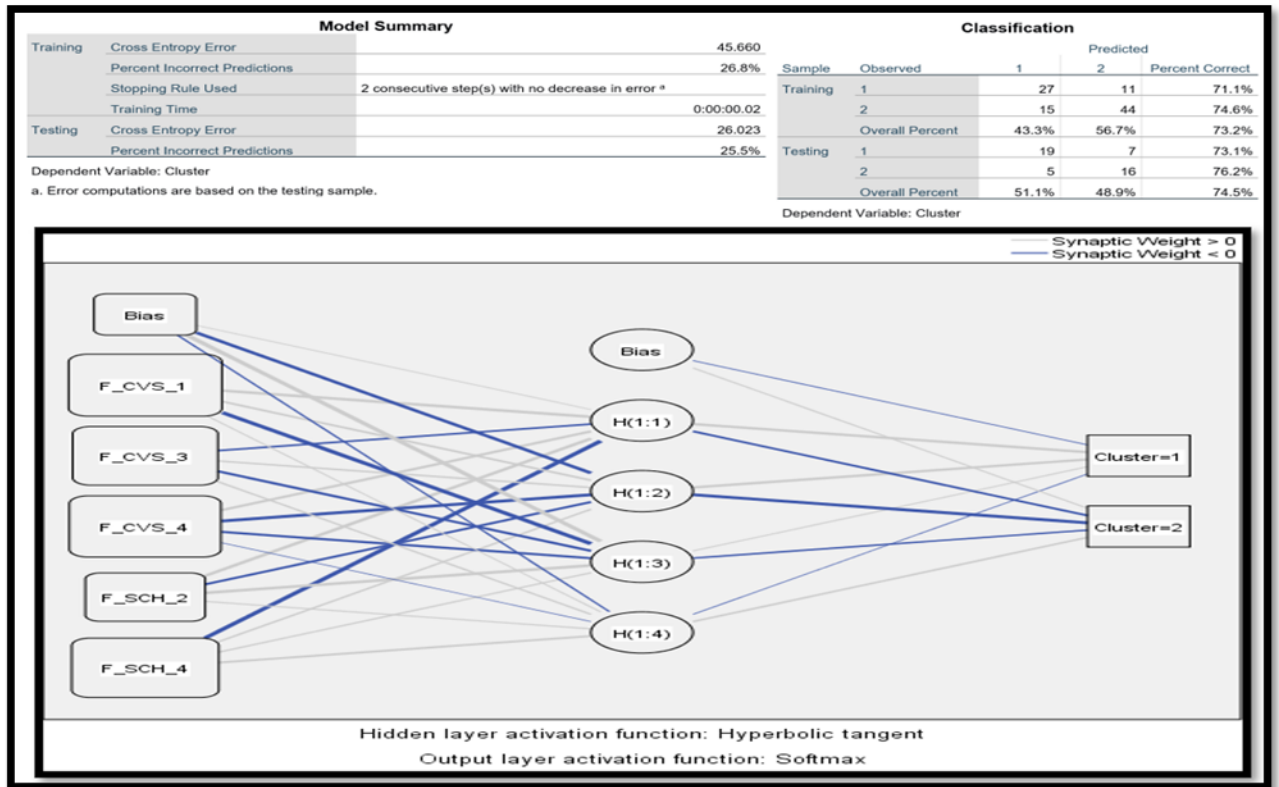 Model Summary
Training Cross Entropy Error 45.660
Percent Incorrect Predictions 26.8%
Stopping Rule Used 2 consecutive step(s) with no decrease in error a
Training Time 0:00:00.02
Testing Cross Entropy Error 26.023
Percent Incorrect Predictions 25.5%
Dependent Variable: Cluster
a. Error computations are based on the testing sample.
Classification
Predicted
Sample Observed 1 2 Percent Correct
Training 1 27 11 71.1%
2 15 44 74.6%
Overall Percent 43.3% 56.7% 73.2%
Testing 1 19 7 73.1%
2 5 16 76.2%
Overall Percent 51.1% 48.9% 74.5%
Dependent Variable: Cluster
Synaptic Weight > 0
Synaptic Weight < 0
Bias
F_CVS_1
F_CVS_3
F_CVS_4
F_SCH_2
F_SCH_4
Bias
H(1:1)
H(1:2)
H(1:3)
H(1:4)
Cluster=1
Cluster=2
Hidden layer activation function: Hyperbolic tangent
Output layer activation function: Softmax